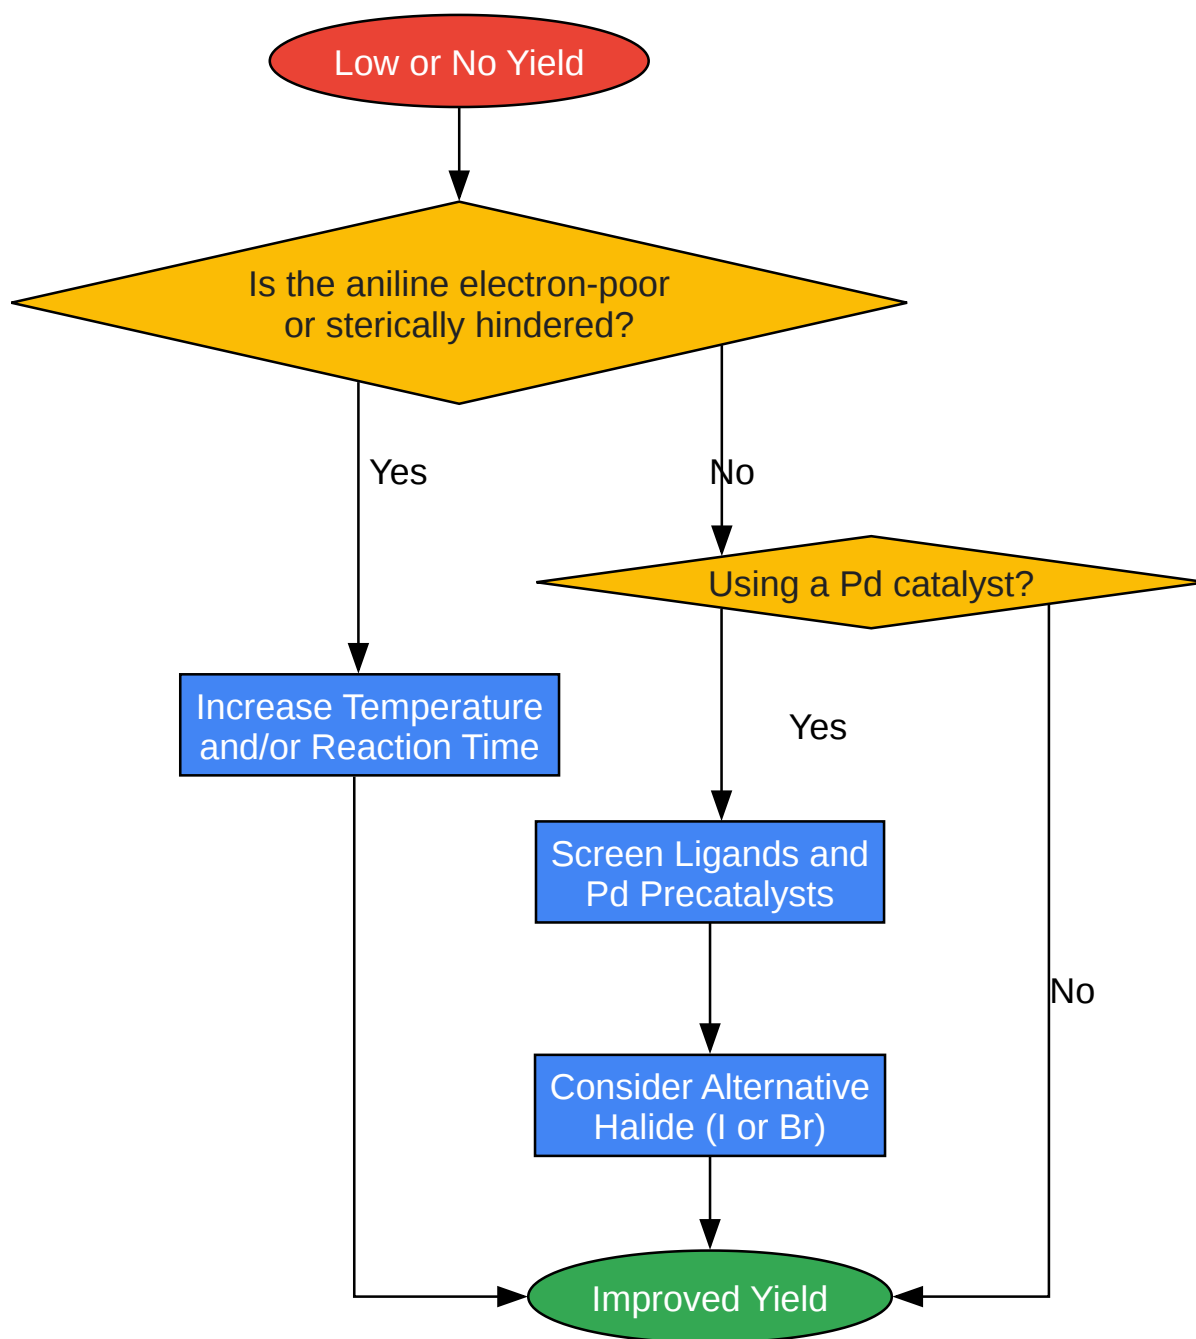 Low or No Yield
Is the aniline electron-poor
or sterically hindered?
Yes
No
Using a Pd catalyst?
Increase Temperature
and/or Reaction Time
Yes
Screen Ligands and
Pd Precatalysts
No
Consider Alternative
Halide (I or Br)
Improved Yield